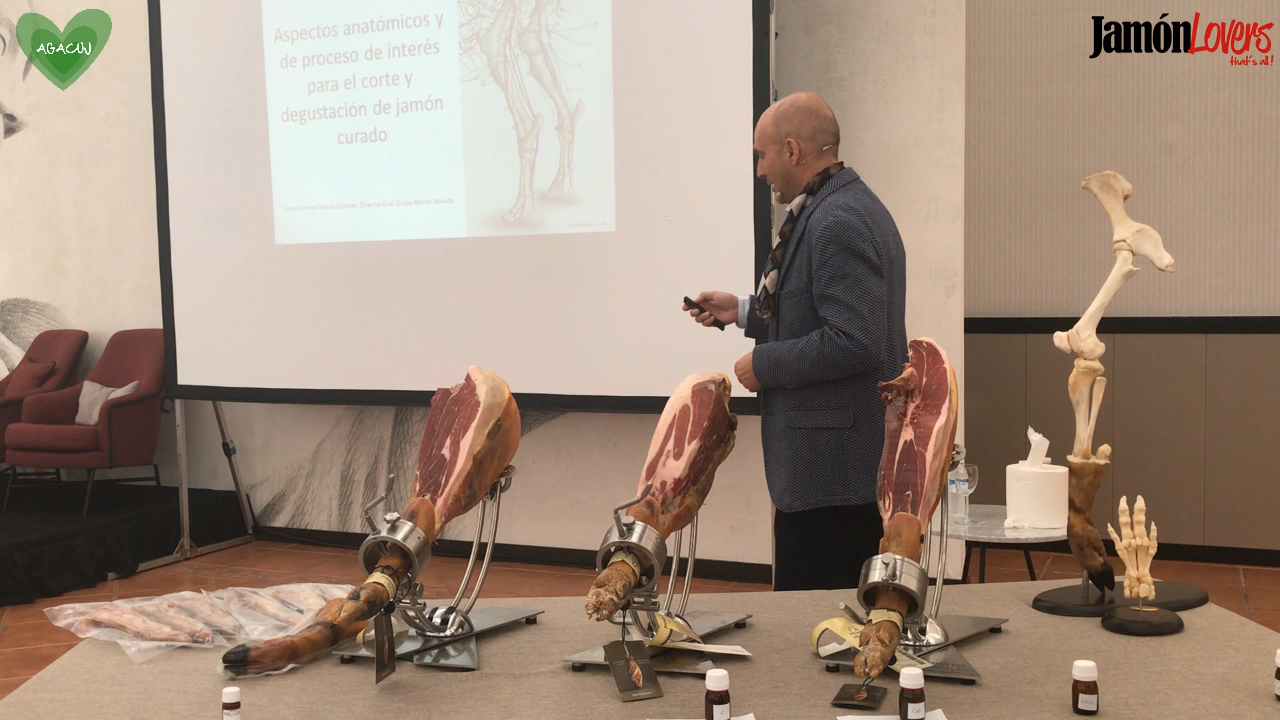 AGACUJ
JamónLovers
that's all!
Aspectos anatómicos y
de proceso de interés
para el corte y
degustación de jamón
curado